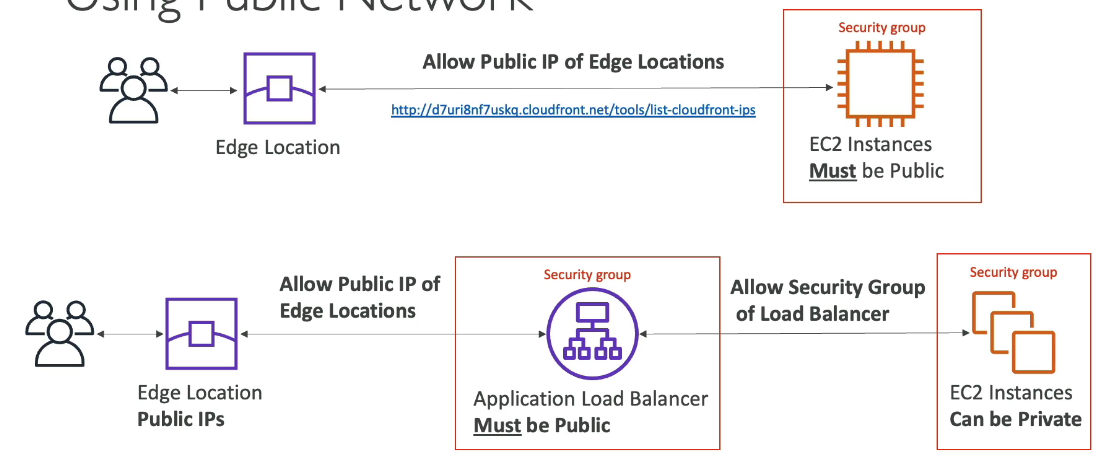 Using Public Network
Security group
Allow Public IP of Edge Locations
http://d7uri8nf7uskq.cloudfront.net/tools/list-cloudfront-ips
Edge Location
EC2 Instances
Must be Public
Security group
Allow Public IP of
Edge Locations
Security group
Allow Security Group
of Load Balancer
Edge Location
Public IPs
Application Load Balancer
Must be Public
EC2 Instances
Can be Private